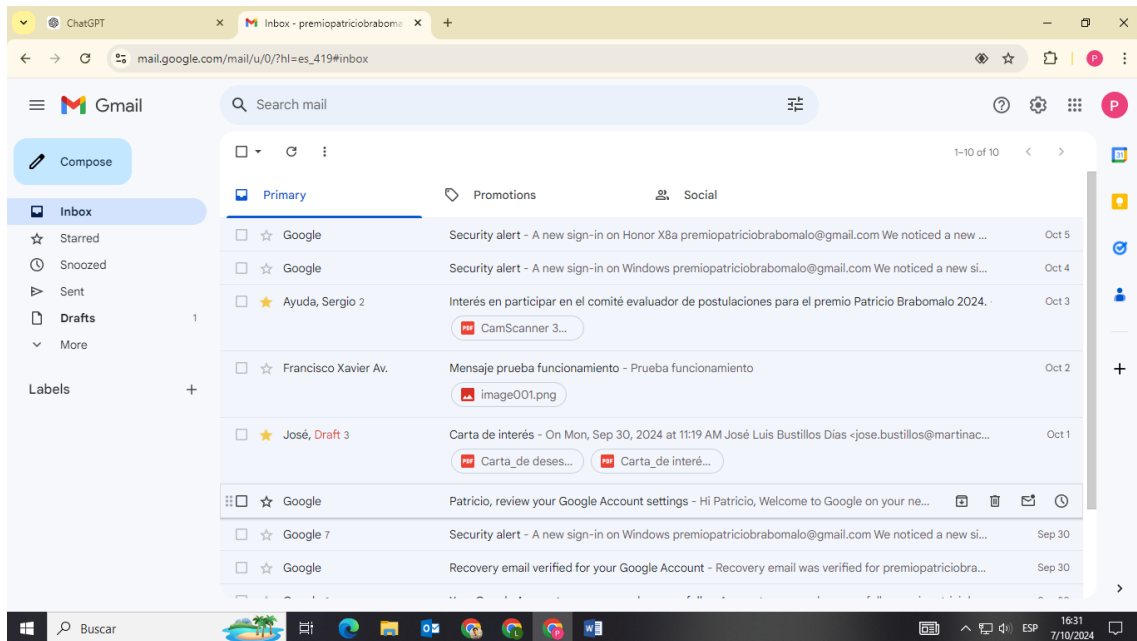 ChatGPT
Inbox - premiopatriciobraboma
mail.google.com/mail/u/0/?hl=es_419#inbox
P
Gmail
Search mail
P
Compose
1–10 of 10
31
Primary
Promotions
Social
Inbox
Starred
Snoozed
Sent
Drafts 1
More
Labels
Google Security alert - A new sign-in on Honor X8a premiopatriciobrabomalo@gmail.com We noticed a new ... Oct 5
Google Security alert - A new sign-in on Windows premiopatriciobrabomalo@gmail.com We noticed a new si... Oct 4
Ayuda, Sergio 2 Interés en participar en el comité evaluador de postulaciones para el premio Patricio Brabomalo 2024. Oct 3
PDF CamScanner 3...
Francisco Xavier Av. Mensaje prueba funcionamiento - Prueba funcionamiento Oct 2
image001.png
José, Draft 3 Carta de interés - On Mon, Sep 30, 2024 at 11:19 AM José Luis Bustillos Dias <jose.bustillos@martinac... Oct 1
PDF Carta_de deses... PDF Carta_de interé...
Google Patricio, review your Google Account settings - Hi Patricio, Welcome to Google on your ne...
Google 7 Security alert - A new sign-in on Windows premiopatriciobrabomalo@gmail.com We noticed a new si... Sep 30
Google Recovery email verified for your Google Account - Recovery email was verified for premiopatriciobra... Sep 30
Buscar
ESP
16:31
7/10/2024